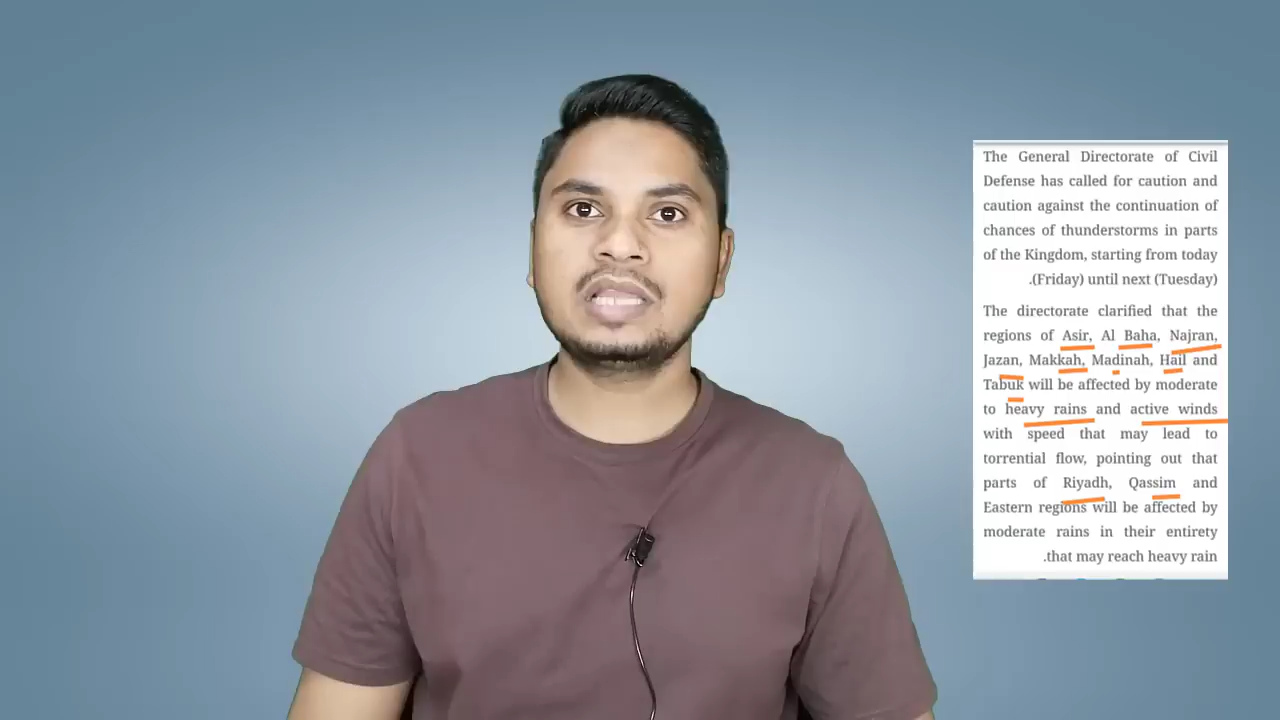 The General Directorate of Civil
Defense has called for caution and
caution against the continuation of
chances of thunderstorms in parts
of the Kingdom, starting from today
.(Friday) until next (Tuesday)
The directorate clarified that the
regions of Asir, Al Baha, Najran,
Jazan, Makkah, Madinah, Hail and
Tabuk will be affected by moderate
to heavy rains and active winds
with speed that may lead to
torrential flow, pointing out that
parts of Riyadh, Qassim and
Eastern regions will be affected by
moderate rains in their entirety
.that may reach heavy rain